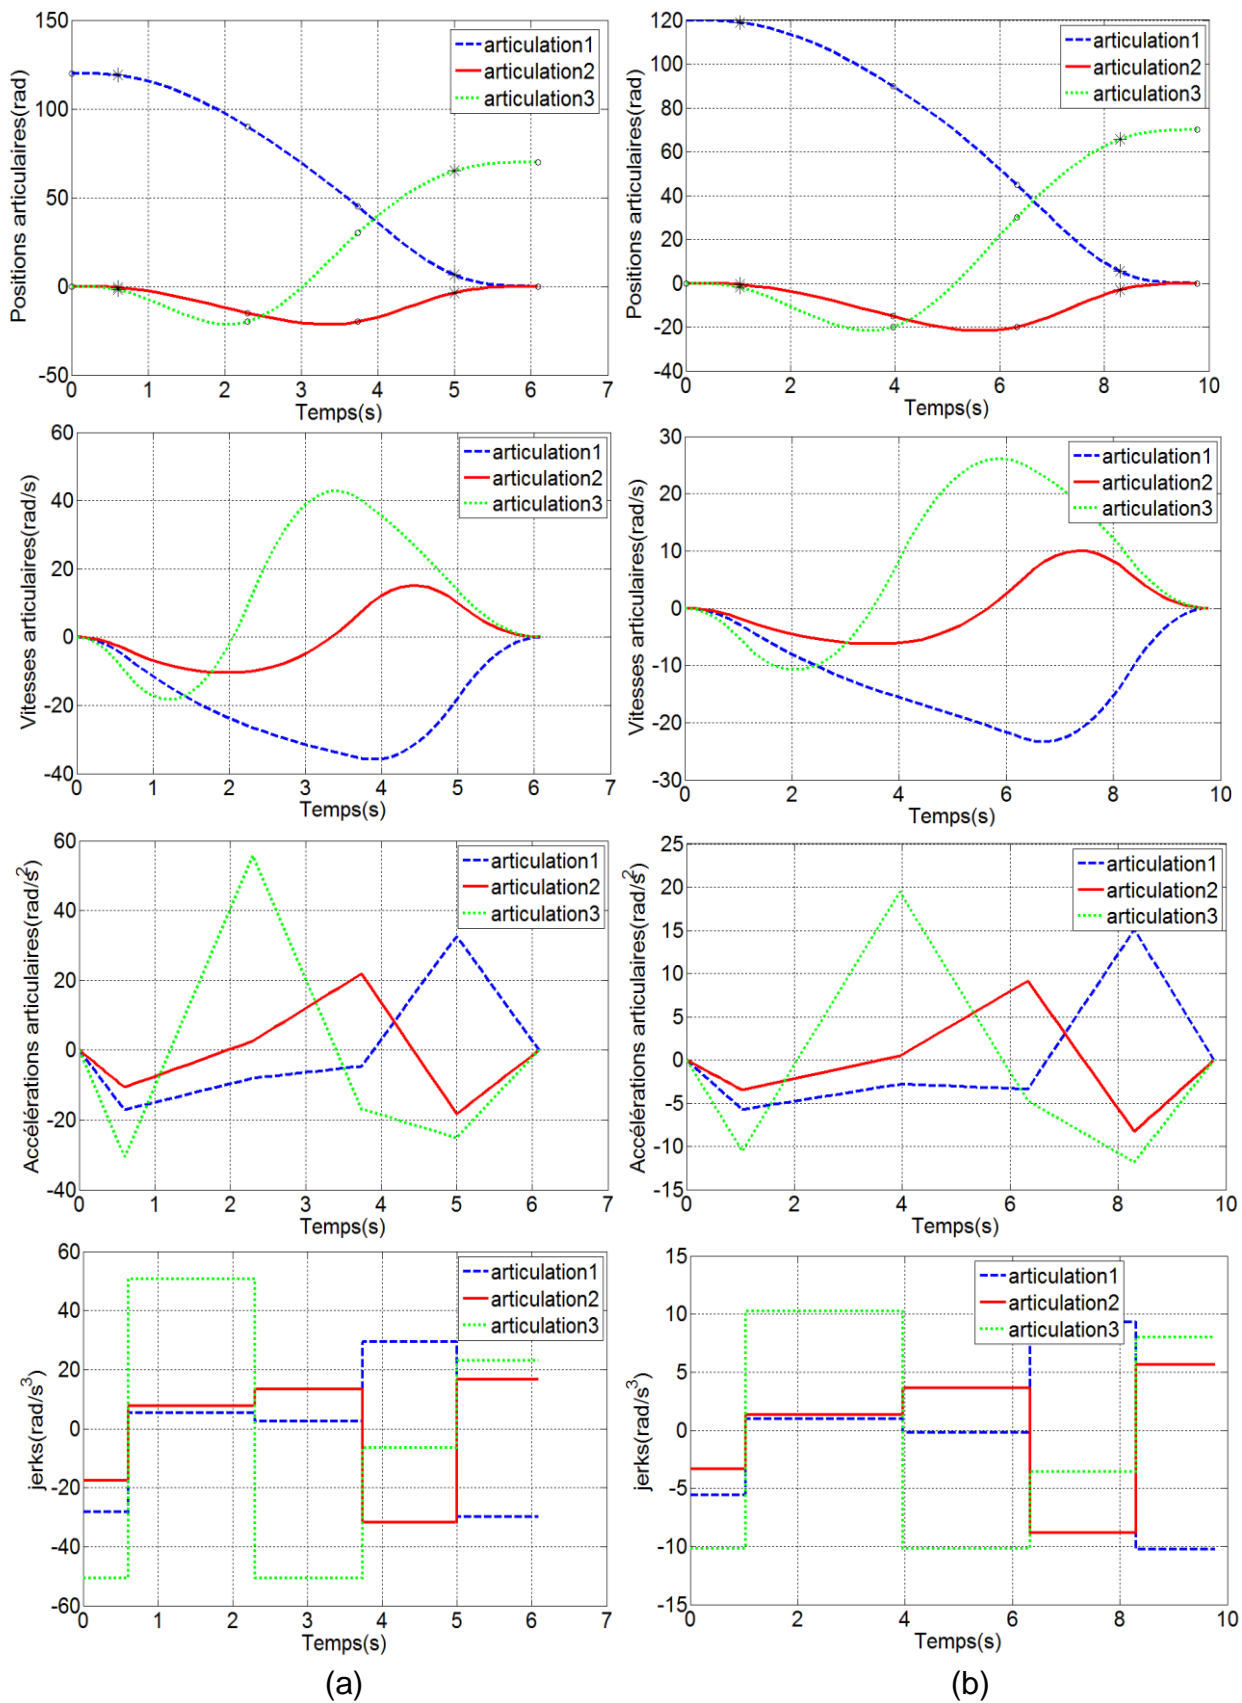 150
100
50
0
-50
0 1 2 3 4 5 6 7
Positions articulaires(rad)
Temps(s)
articulation1
articulation2
articulation3
120
100
80
60
40
20
0
-20
-40
0 2 4 6 8 10
Positions articulaires(rad)
Temps(s)
articulation1
articulation2
articulation3
60
40
20
0
-20
-40
0 1 2 3 4 5 6 7
Vitesses articulaires(rad/s)
Temps(s)
articulation1
articulation2
articulation3
30
20
10
0
-10
-20
-30
0 2 4 6 8 10
Vitesses articulaires(rad/s)
Temps(s)
articulation1
articulation2
articulation3
60
40
20
0
-20
-40
0 1 2 3 4 5 6 7
Accélérations articulaires(rad/s²)
Temps(s)
articulation1
articulation2
articulation3
25
20
15
10
5
0
-5
-10
-15
0 2 4 6 8 10
Accélérations articulaires(rad/s²)
Temps(s)
articulation1
articulation2
articulation3
60
40
20
0
-20
-40
-60
0 1 2 3 4 5 6 7
jerks(rad/s³)
Temps(s)
articulation1
articulation2
articulation3
15
10
5
0
-5
-10
-15
0 2 4 6 8 10
jerks(rad/s³)
Temps(s)
articulation1
articulation2
articulation3
(a)
(b)